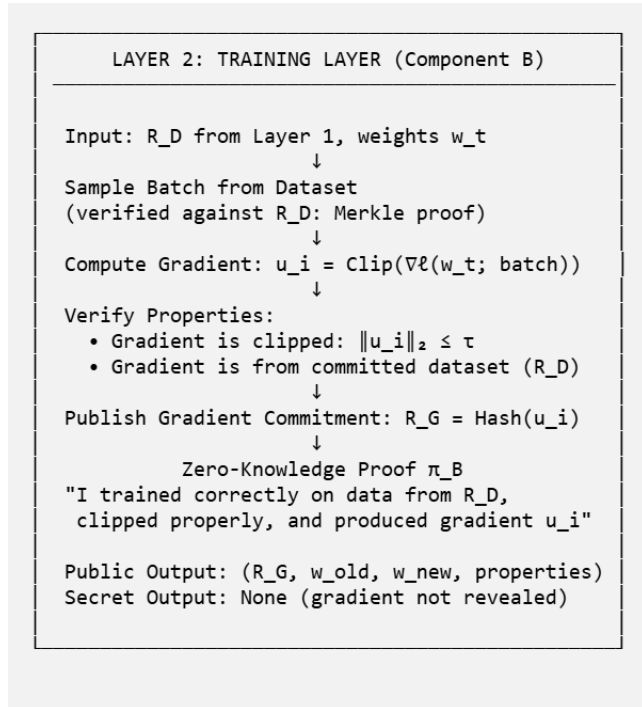 LAYER 2: TRAINING LAYER (Component B)
Input: R_D from Layer 1, weights w_t
↓
Sample Batch from Dataset
(verified against R_D: Merkle proof)
↓
Compute Gradient: u_i = Clip(∇ℓ(w_t; batch))
↓
Verify Properties:
• Gradient is clipped: ‖u_i‖₂ ≤ τ
• Gradient is from committed dataset (R_D)
↓
Publish Gradient Commitment: R_G = Hash(u_i)
↓
Zero-Knowledge Proof π_B
"I trained correctly on data from R_D,
clipped properly, and produced gradient u_i"
Public Output: (R_G, w_old, w_new, properties)
Secret Output: None (gradient not revealed)